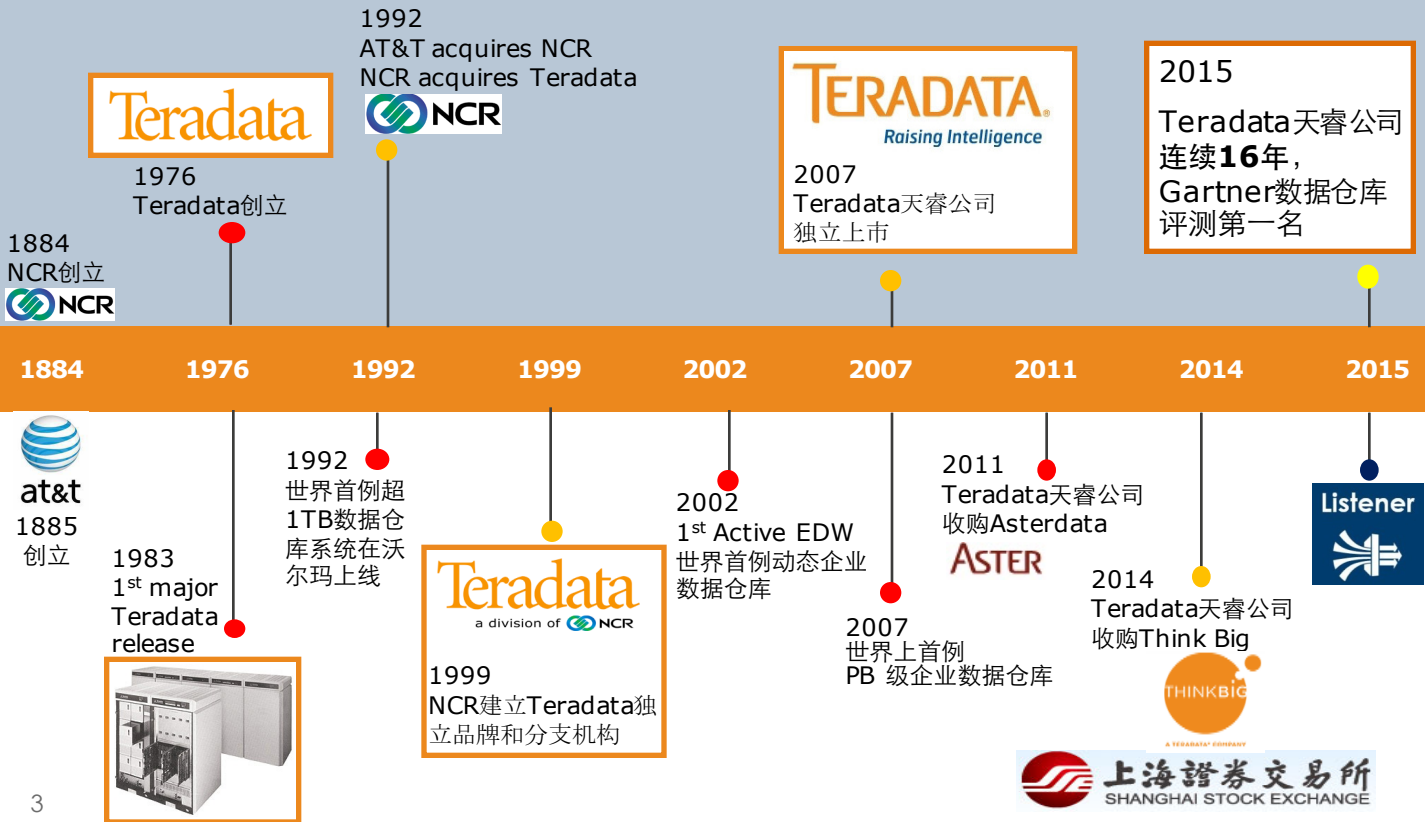 1992
AT&T acquires NCR
NCR acquires Teradata
NCR
Teradata
1976
Teradata创立
1884
NCR创立
NCR
TERADATA®
Raising Intelligence
2007
Teradata天睿公司
独立上市
2015
Teradata天睿公司
连续16年，
Gartner数据仓库
评测第一名
1884 1976 1992 1999 2002 2007 2011 2014 2015
at&t
1885
创立
1983
1st major
Teradata
release
1992
世界首例超
1TB数据仓
库系统在沃
尔玛上线
Teradata
a division of NCR
1999
NCR建立Teradata独
立品牌和分支机构
2002
1st Active EDW
世界首例动态企业
数据仓库
2007
世界上首例
PB 级企业数据仓库
2011
Teradata天睿公司
收购Asterdata
ASTER
2014
Teradata天睿公司
收购Think Big
THINKBIG
A TERADATA® COMPANY
上海證券交易所
SHANGHAI STOCK EXCHANGE
Listener
3